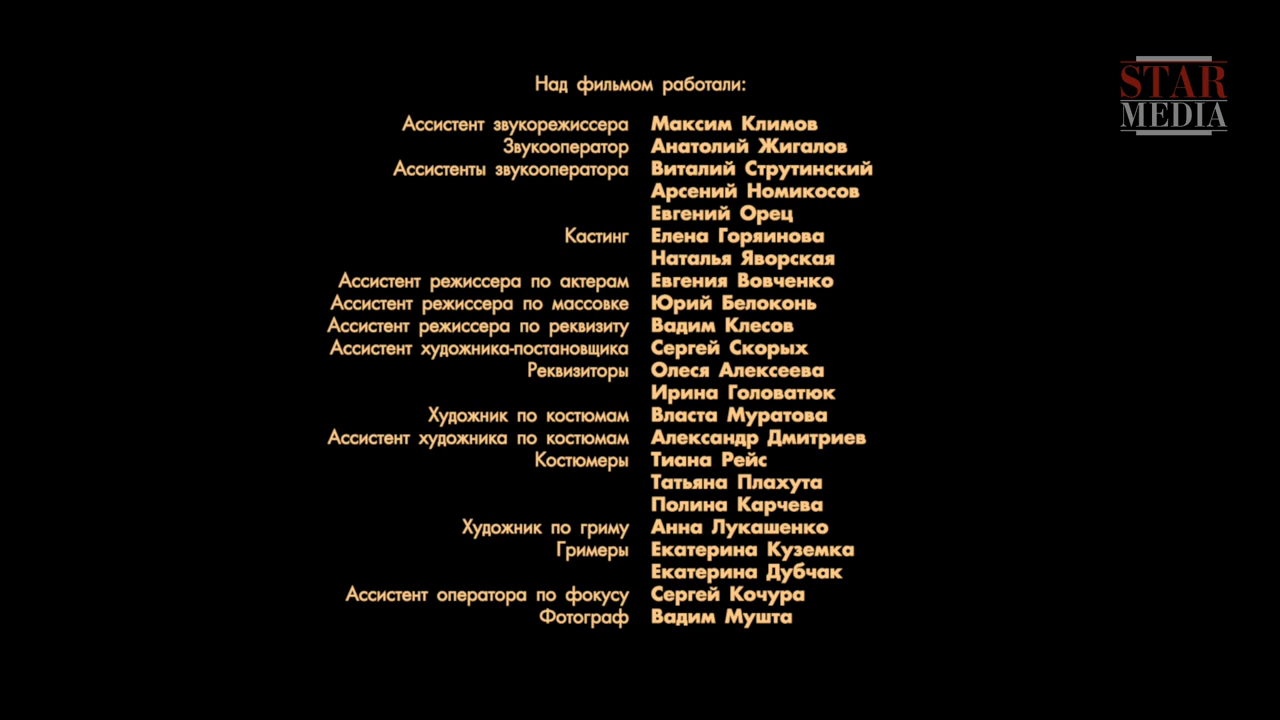 Над фильмом работали:
STAR
MEDIA
Ассистент звукорежиссера Максим Климов
Звукооператор Анатолий Жигалов
Ассистенты звукооператора Виталий Струтинский
Арсений Номикосов
Евгений Орец
Кастинг Елена Горяинова
Наталья Яворская
Ассистент режиссера по актерам Евгения Вовченко
Ассистент режиссера по массовке Юрий Белоконь
Ассистент режиссера по реквизиту Вадим Клесов
Ассистент художника-постановщика Сергей Скорых
Реквизиторы Олеся Алексеева
Ирина Головатюк
Художник по костюмам Власта Муратова
Ассистент художника по костюмам Александр Дмитриев
Костюмеры Тиана Рейс
Татьяна Плахута
Полина Карчева
Художник по гриму Анна Лукашенко
Гримеры Екатерина Куземка
Екатерина Дубчак
Ассистент оператора по фокусу Сергей Кочура
Фотограф Вадим Мушта